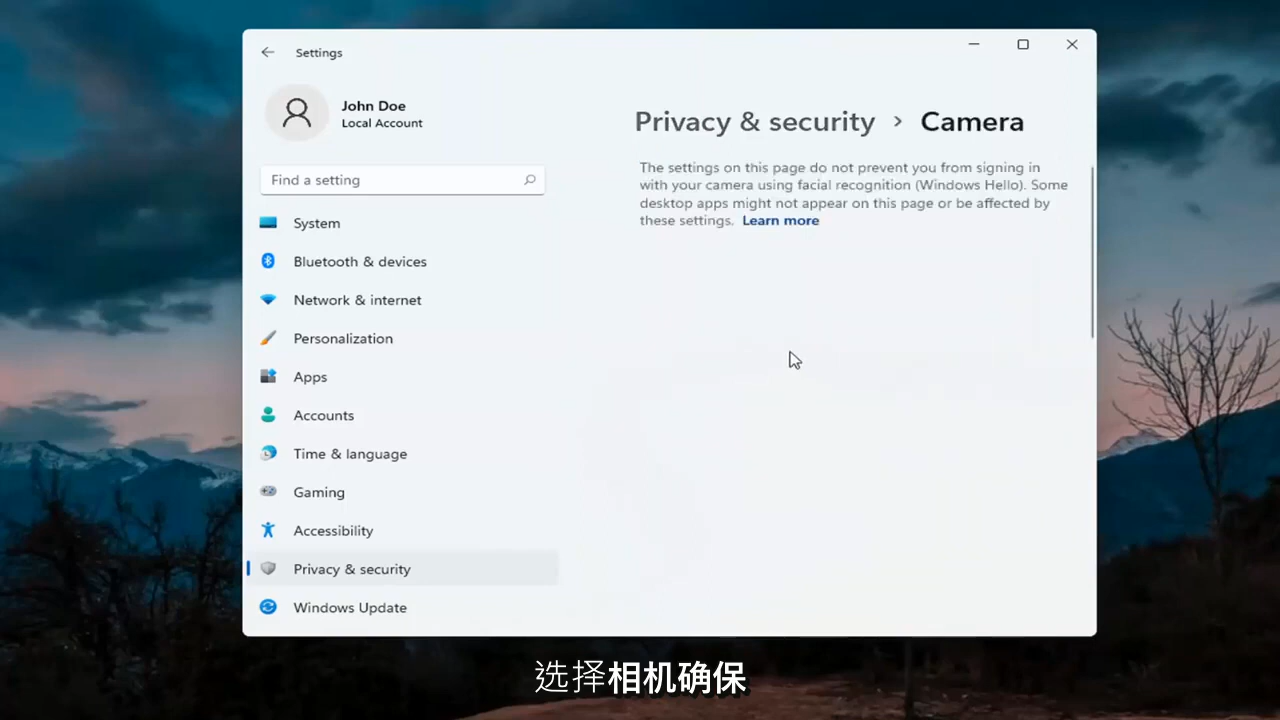 Settings
John Doe
Local Account
Find a setting
System
Bluetooth & devices
Network & internet
Personalization
Apps
Accounts
Time & language
Gaming
Accessibility
Privacy & security
Windows Update
Privacy & security › Camera
The settings on this page do not prevent you from signing in
with your camera using facial recognition (Windows Hello). Some
desktop apps might not appear on this page or be affected by
these settings. Learn more
选择相机确保